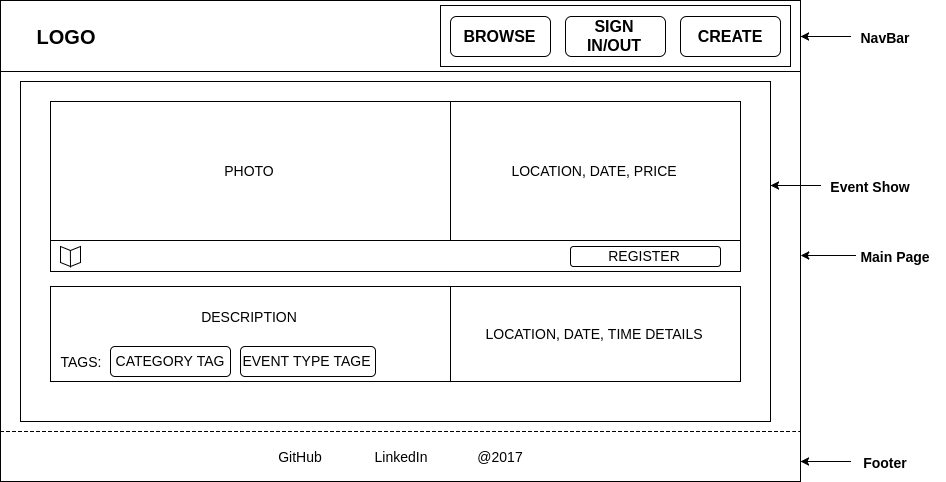 LOGO
BROWSE
SIGN
IN/OUT
CREATE
NavBar
PHOTO
LOCATION, DATE, PRICE
Event Show
REGISTER
Main Page
DESCRIPTION
LOCATION, DATE, TIME DETAILS
TAGS:
CATEGORY TAG
EVENT TYPE TAGE
GitHub
LinkedIn
@2017
Footer